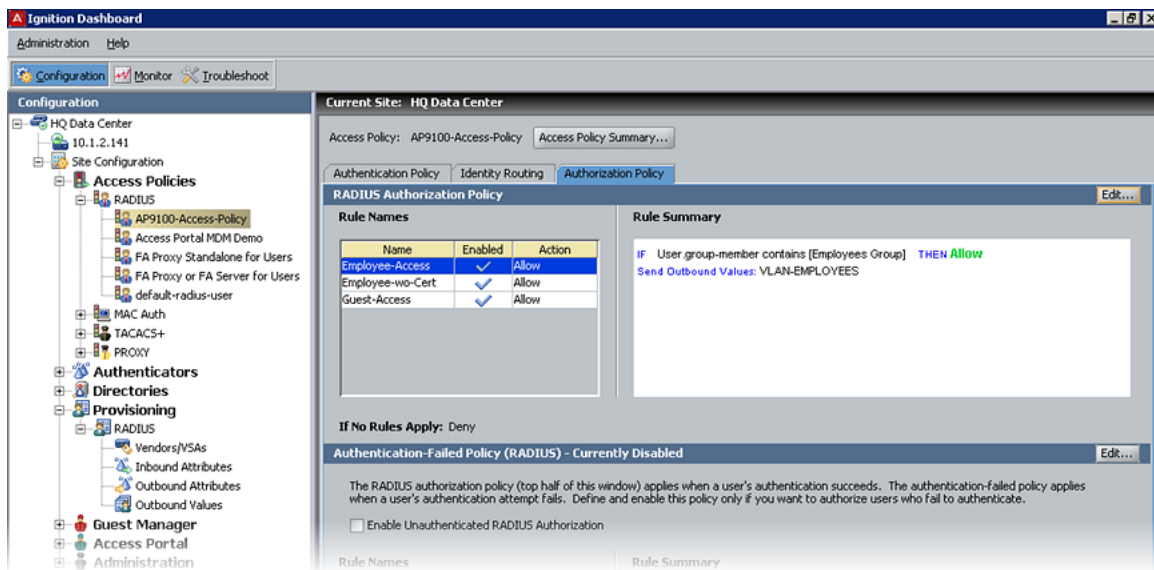 Ignition Dashboard
Administration Help
Configuration Monitor Troubleshoot
Configuration
HQ Data Center
10.1.2.141
Site Configuration
Access Policies
RADIUS
AP9100-Access-Policy
Access Portal MDM Demo
FA Proxy Standalone for Users
FA Proxy or FA Server for Users
default-radius-user
MAC Auth
TACACS+
PROXY
Authenticators
Directories
Provisioning
RADIUS
Vendors/VSAs
Inbound Attributes
Outbound Attributes
Outbound Values
Guest Manager
Access Portal
Administration
Current Site: HQ Data Center
Access Policy: AP9100-Access-Policy Access Policy Summary...
Authentication Policy Identity Routing Authorization Policy
RADIUS Authorization Policy Edit...
Rule Names
Name Enabled Action
Employee-Access Allow
Employee-wo-Cert Allow
Guest-Access Allow
Rule Summary
IF User.group-member contains [Employees Group] THEN Allow
Send Outbound Values: VLAN-EMPLOYEES
If No Rules Apply: Deny
Authentication-Failed Policy (RADIUS) - Currently Disabled Edit...
The RADIUS authorization policy (top half of this window) applies when a user's authentication succeeds. The authentication-failed policy applies
when a user's authentication attempt fails. Define and enable this policy only if you want to authorize users who fail to authenticate.
Enable Unauthenticated RADIUS Authorization
Rule Names Rule Summary